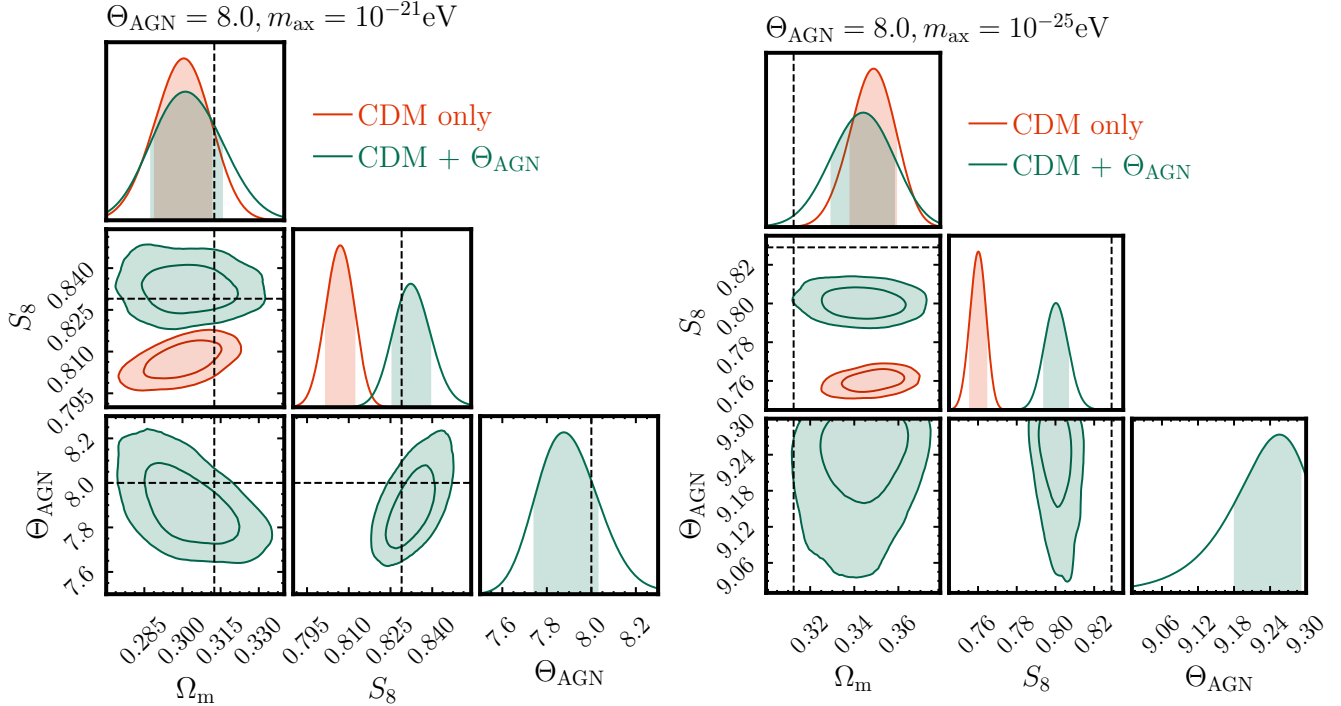 Θ_AGN = 8.0, m_ax = 10^−21 eV
CDM only
CDM + Θ_AGN
S_8
0.840
0.825
0.810
0.795
Θ_AGN
8.2
8.0
7.8
7.6
0.285 0.300 0.315 0.330
Ω_m
0.795 0.810 0.825 0.840
S_8
7.6 7.8 8.0 8.2
Θ_AGN
Θ_AGN = 8.0, m_ax = 10^−25 eV
CDM only
CDM + Θ_AGN
S_8
0.82
0.80
0.78
0.76
Θ_AGN
9.30
9.24
9.18
9.12
9.06
0.32 0.34 0.36
Ω_m
0.76 0.78 0.80 0.82
S_8
9.06 9.12 9.18 9.24 9.30
Θ_AGN